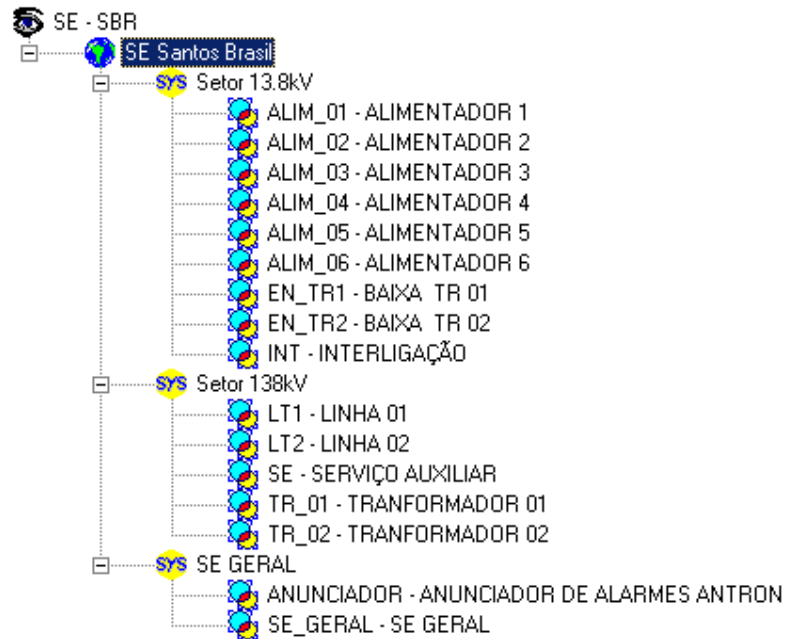 SE - SBR
SE Santos Brasil
SYS Setor 13.8kV
ALIM_01 - ALIMENTADOR 1
ALIM_02 - ALIMENTADOR 2
ALIM_03 - ALIMENTADOR 3
ALIM_04 - ALIMENTADOR 4
ALIM_05 - ALIMENTADOR 5
ALIM_06 - ALIMENTADOR 6
EN_TR1 - BAIXA TR 01
EN_TR2 - BAIXA TR 02
INT - INTERLIGAÇÃO
SYS Setor 138kV
LT1 - LINHA 01
LT2 - LINHA 02
SE - SERVIÇO AUXILIAR
TR_01 - TRANFORMADOR 01
TR_02 - TRANFORMADOR 02
SYS SE GERAL
ANUNCIADOR - ANUNCIADOR DE ALARMES ANTRON
SE_GERAL - SE GERAL